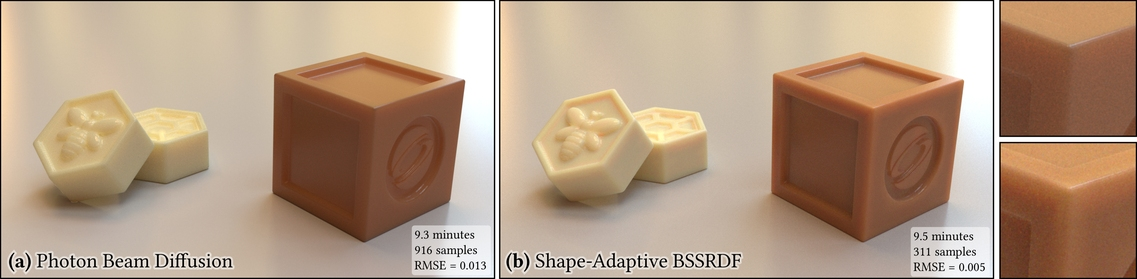 9.3 minutes
916 samples
RMSE = 0.013
(a) Photon Beam Diffusion
9.5 minutes
311 samples
RMSE = 0.005
(b) Shape-Adaptive BSSRDF